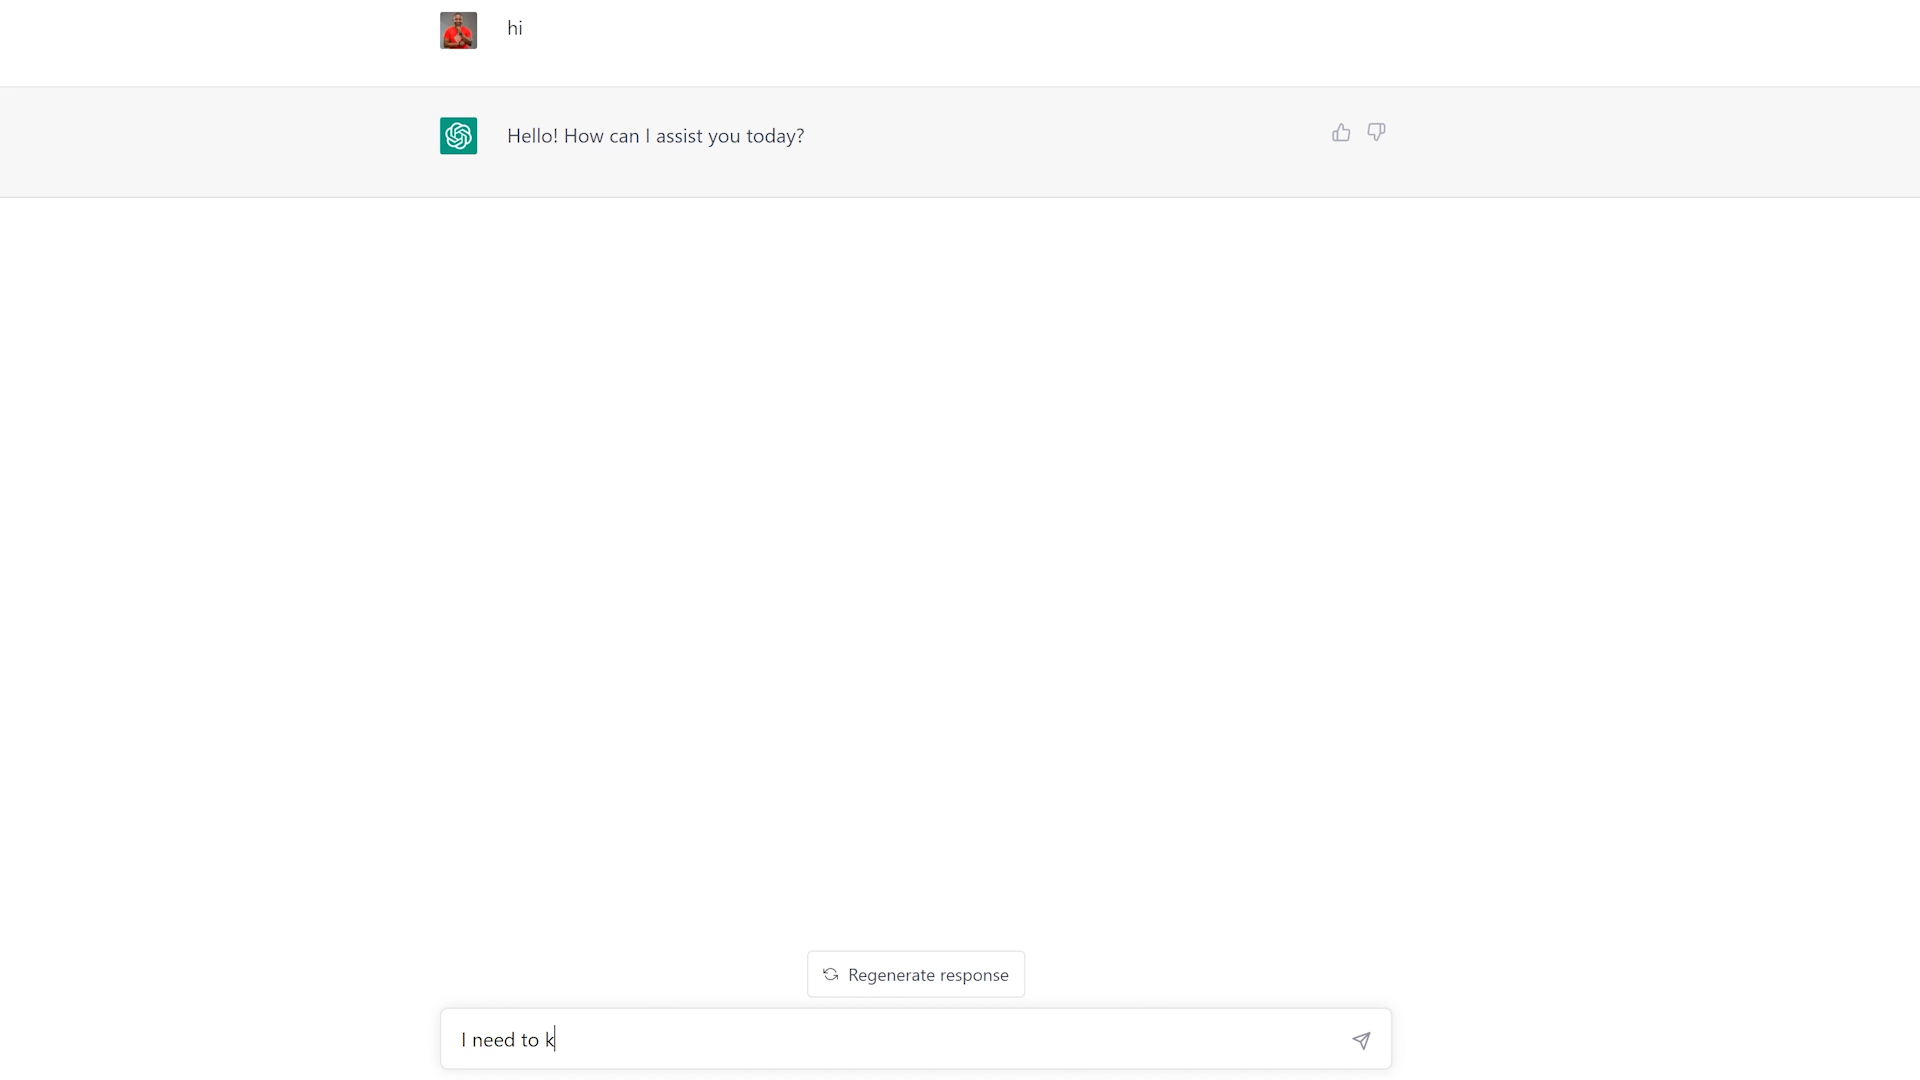 hi
Hello! How can I assist you today?
Regenerate response
I need to k